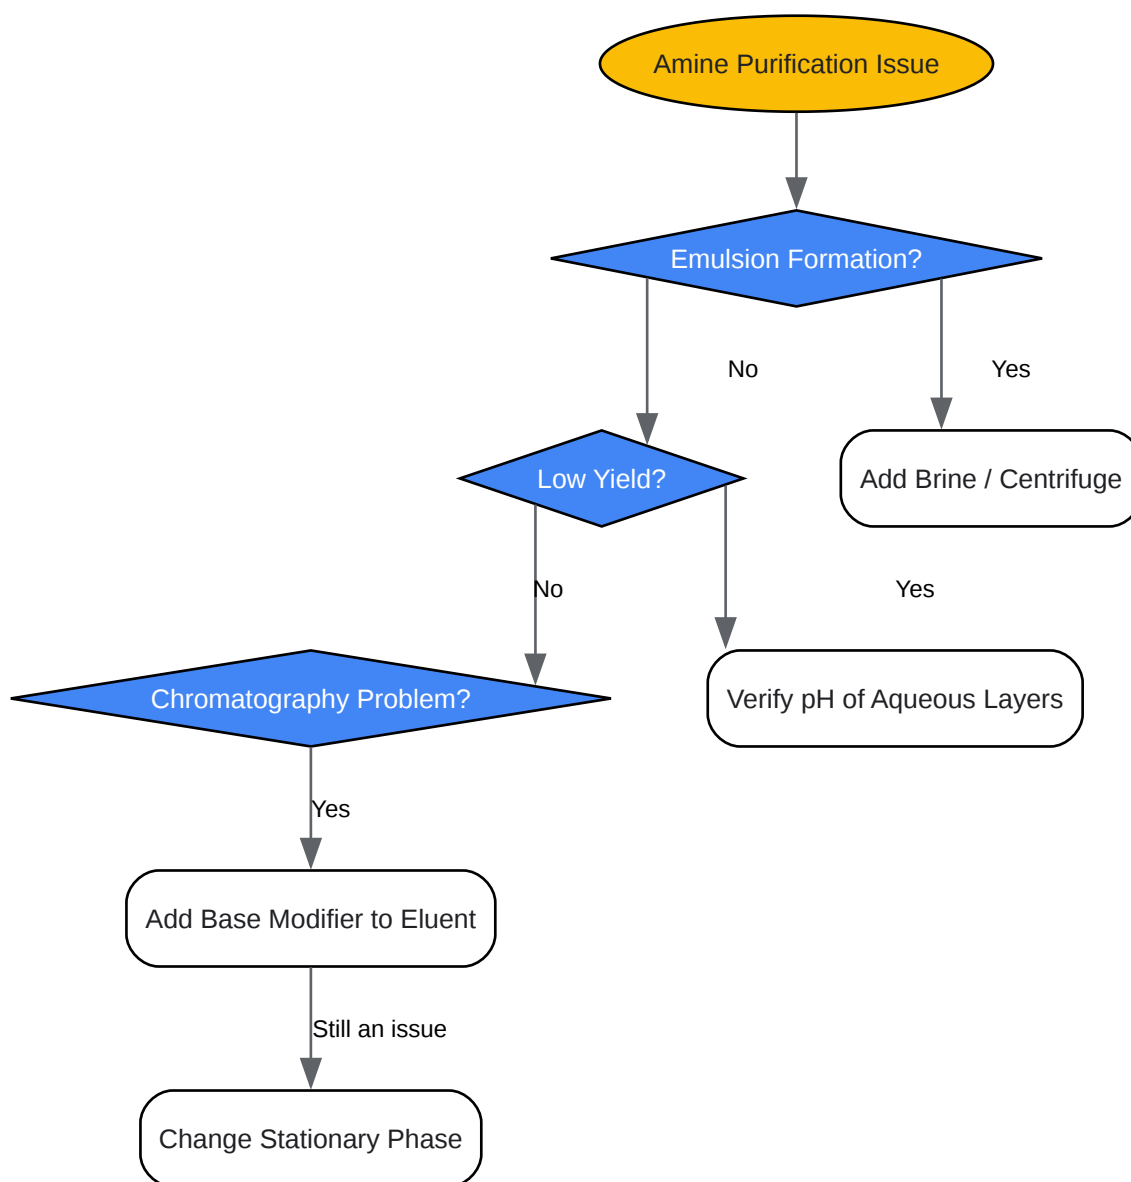 Amine Purification Issue
Emulsion Formation?
No
Yes
Low Yield?
Add Brine / Centrifuge
No
Yes
Chromatography Problem?
Verify pH of Aqueous Layers
Yes
Add Base Modifier to Eluent
Still an issue
Change Stationary Phase